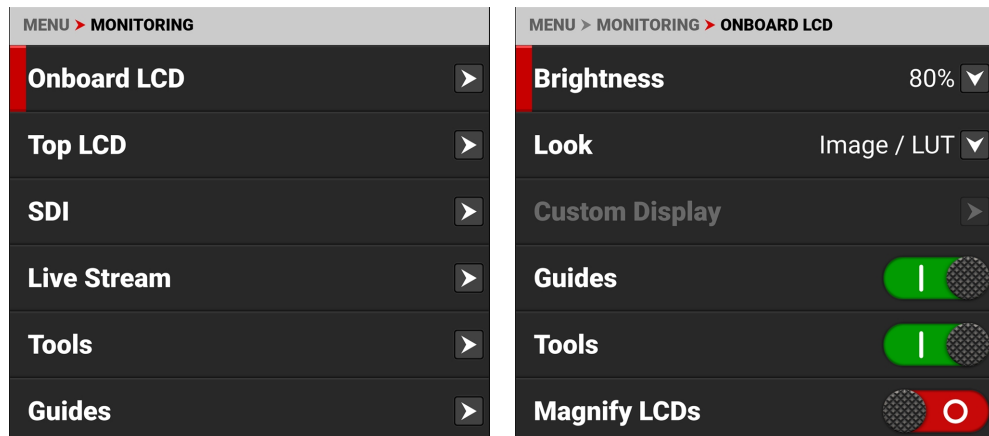 MENU ➤ MONITORING
Onboard LCD
Top LCD
SDI
Live Stream
Tools
Guides
MENU ➤ MONITORING ➤ ONBOARD LCD
Brightness 80%
Look Image / LUT
Custom Display
Guides
Tools
Magnify LCDs